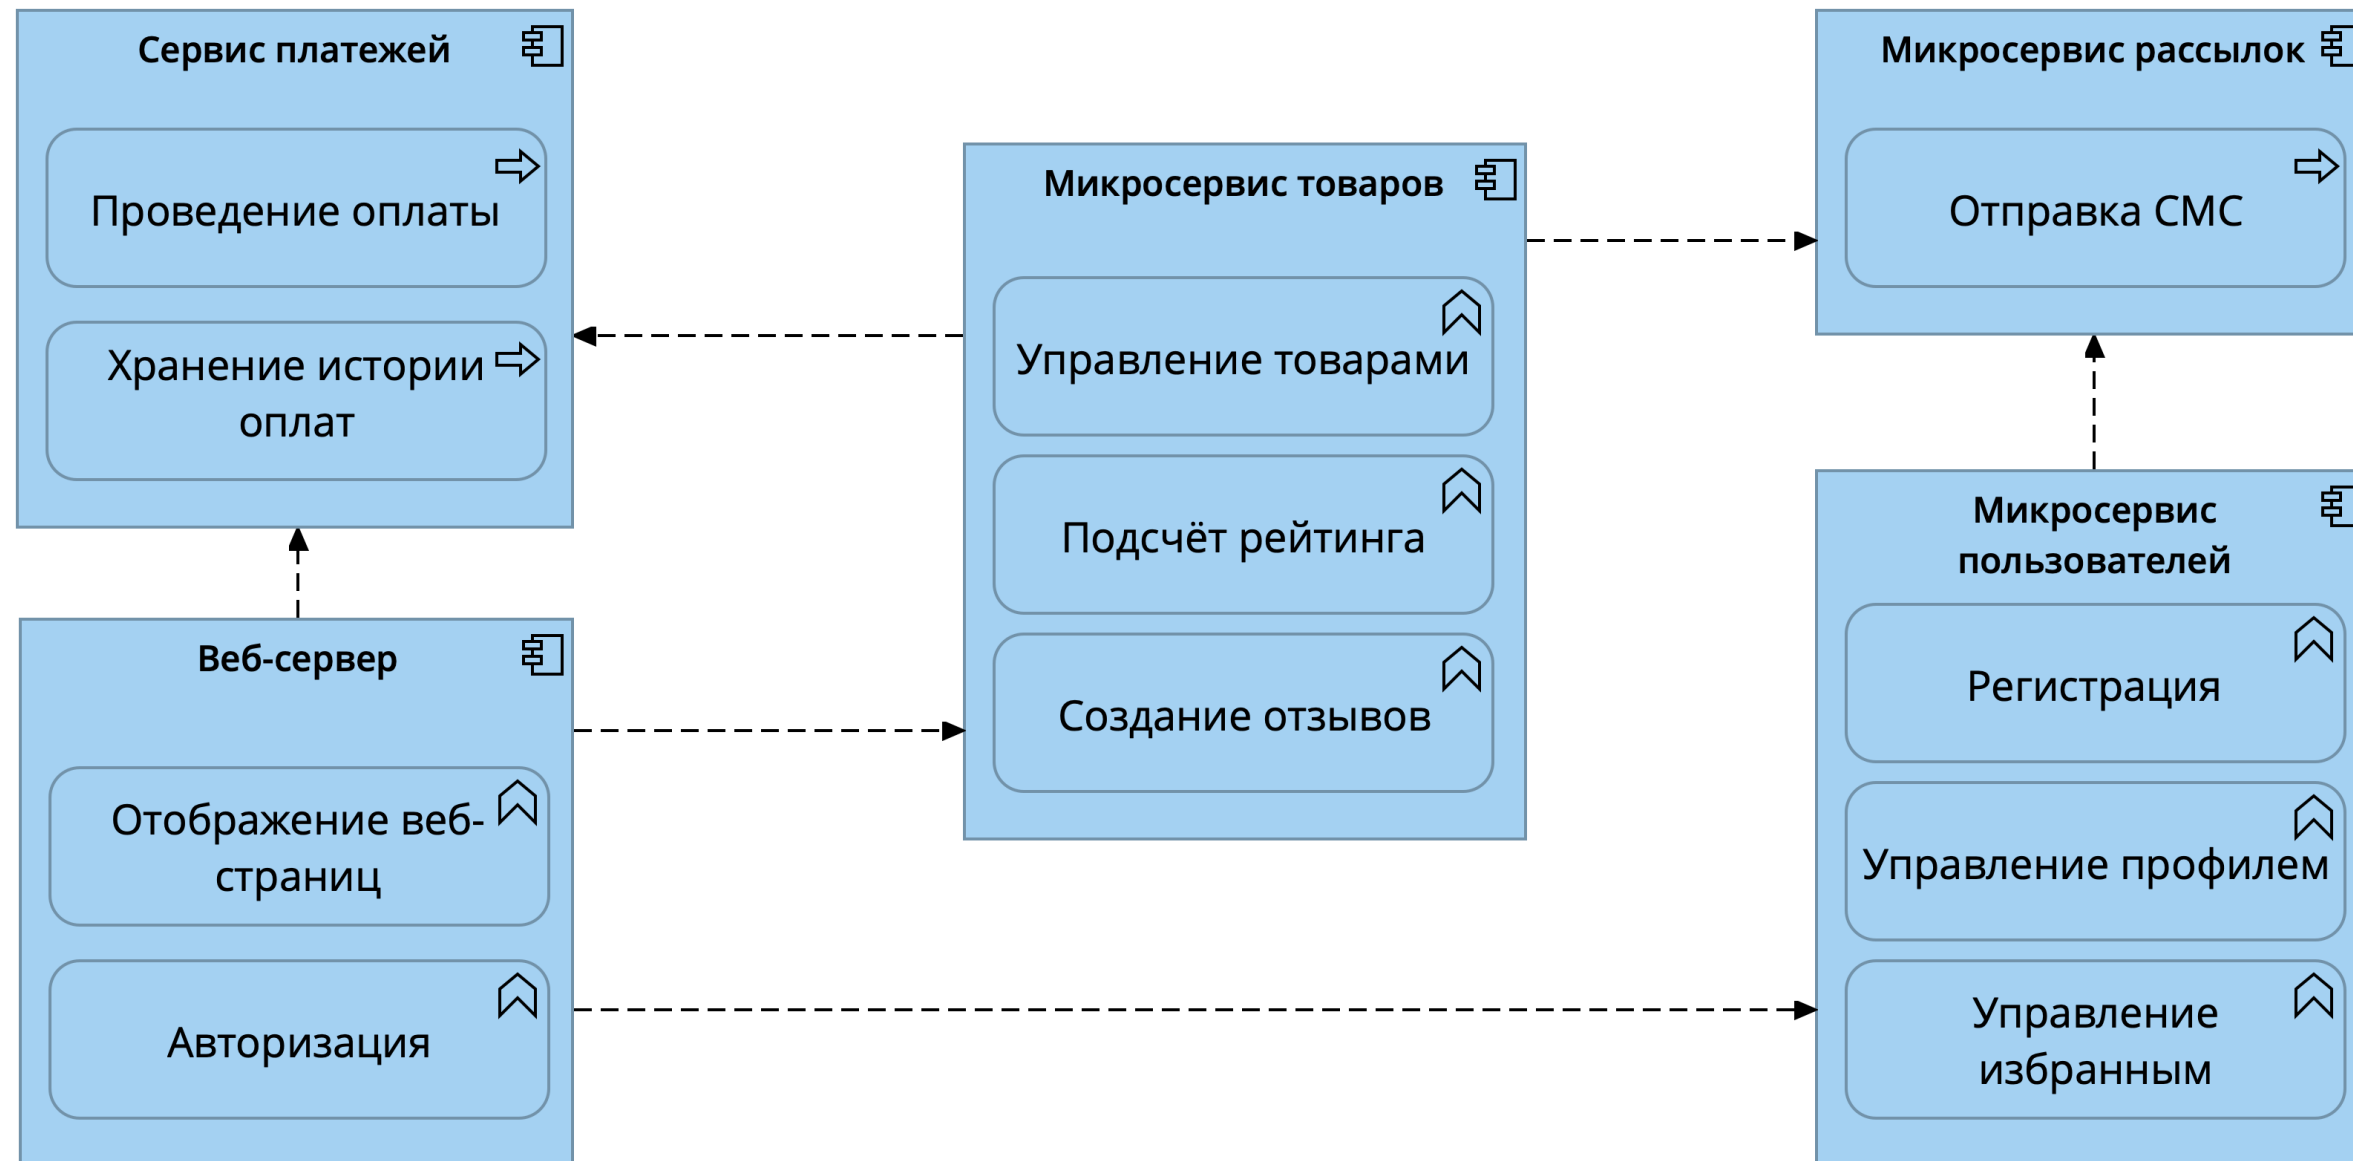 Сервис платежей
Проведение оплаты
Хранение истории
оплат
Микросервис товаров
Управление товарами
Подсчёт рейтинга
Создание отзывов
Микросервис рассылок
Отправка СМС
Веб-сервер
Отображение веб-
страниц
Авторизация
Микросервис
пользователей
Регистрация
Управление профилем
Управление
избранным